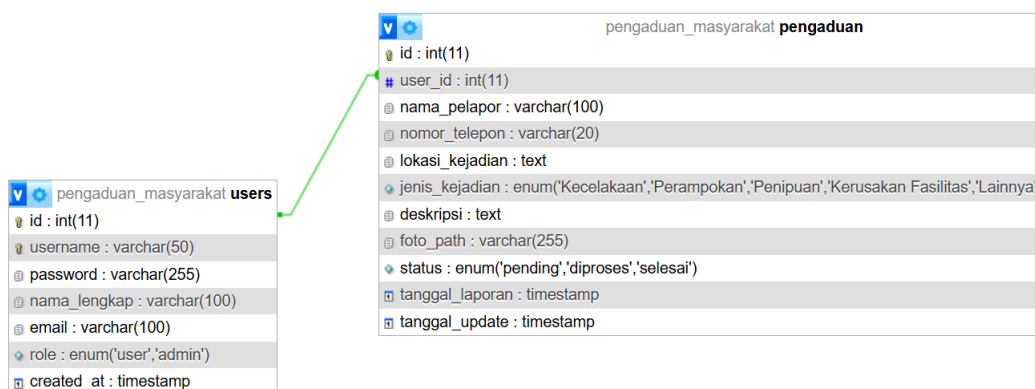 pengaduan_masyarakat pengaduan
id : int(11)
# user_id : int(11)
nama_pelapor : varchar(100)
nomor_telepon : varchar(20)
lokasi_kejadian : text
jenis_kejadian : enum('Kecelakaan','Perampokan','Penipuan','Kerusakan Fasilitas','Lainnya'
deskripsi : text
foto_path : varchar(255)
status : enum('pending','diproses','selesai')
tanggal_laporan : timestamp
tanggal_update : timestamp
pengaduan_masyarakat users
id : int(11)
username : varchar(50)
password : varchar(255)
nama_lengkap : varchar(100)
email : varchar(100)
role : enum('user','admin')
created_at : timestamp